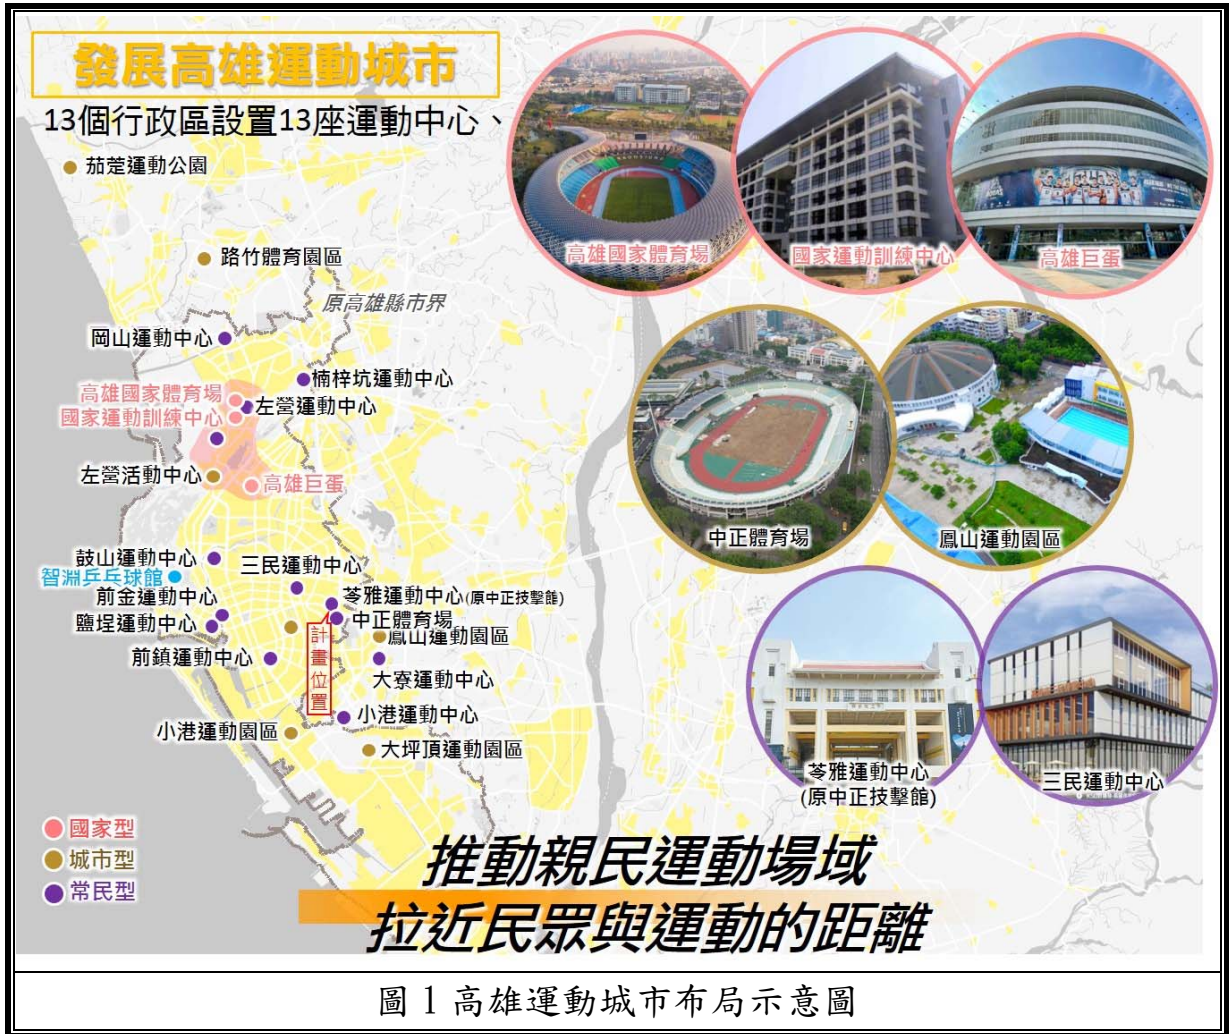 發展高雄運動城市
13個行政區設置13座運動中心、
茄萣運動公園
路竹體育園區
原高雄縣市界
岡山運動中心
楠梓坑運動中心
高雄國家體育場
左營運動中心
國家運動訓練中心
左營活動中心
高雄巨蛋
鼓山運動中心
三民運動中心
智淵乒乓球館
前金運動中心
苓雅運動中心(原中正技擊館)
鹽埕運動中心
中正體育場
鳳山運動園區
計畫位置
前鎮運動中心
大寮運動中心
小港運動中心
小港運動園區
大坪頂運動園區
國家型
城市型
常民型
高雄國家體育場
國家運動訓練中心
高雄巨蛋
中正體育場
鳳山運動園區
苓雅運動中心
(原中正技擊館)
三民運動中心
推動親民運動場域
拉近民眾與運動的距離
圖 1 高雄運動城市布局示意圖